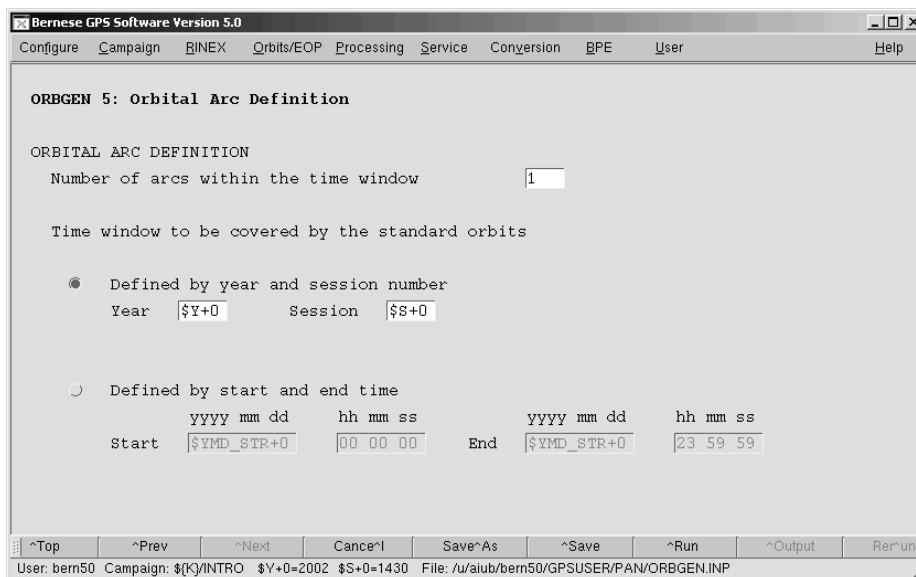 Bernese GPS Software Version 5.0
Configure Campaign RINEX Orbits/EOP Processing Service Conversion BPE User Help
ORBGEN 5: Orbital Arc Definition
ORBITAL ARC DEFINITION
Number of arcs within the time window 1
Time window to be covered by the standard orbits
Defined by year and session number
Year $Y+0 Session $S+0
Defined by start and end time
yyyy mm dd hh mm ss yyyy mm dd hh mm ss
Start $YMD_STR+0 00 00 00 End $YMD_STR+0 23 59 59
^Top ^Prev ^Next Cance^l Save^As ^Save ^Run ^Output Rer^un
User: bern50 Campaign: ${K}/INTRO $Y+0=2002 $S+0=1430 File: /u/aiub/bern50/GPSUSER/PAN/ORBGEN.INP